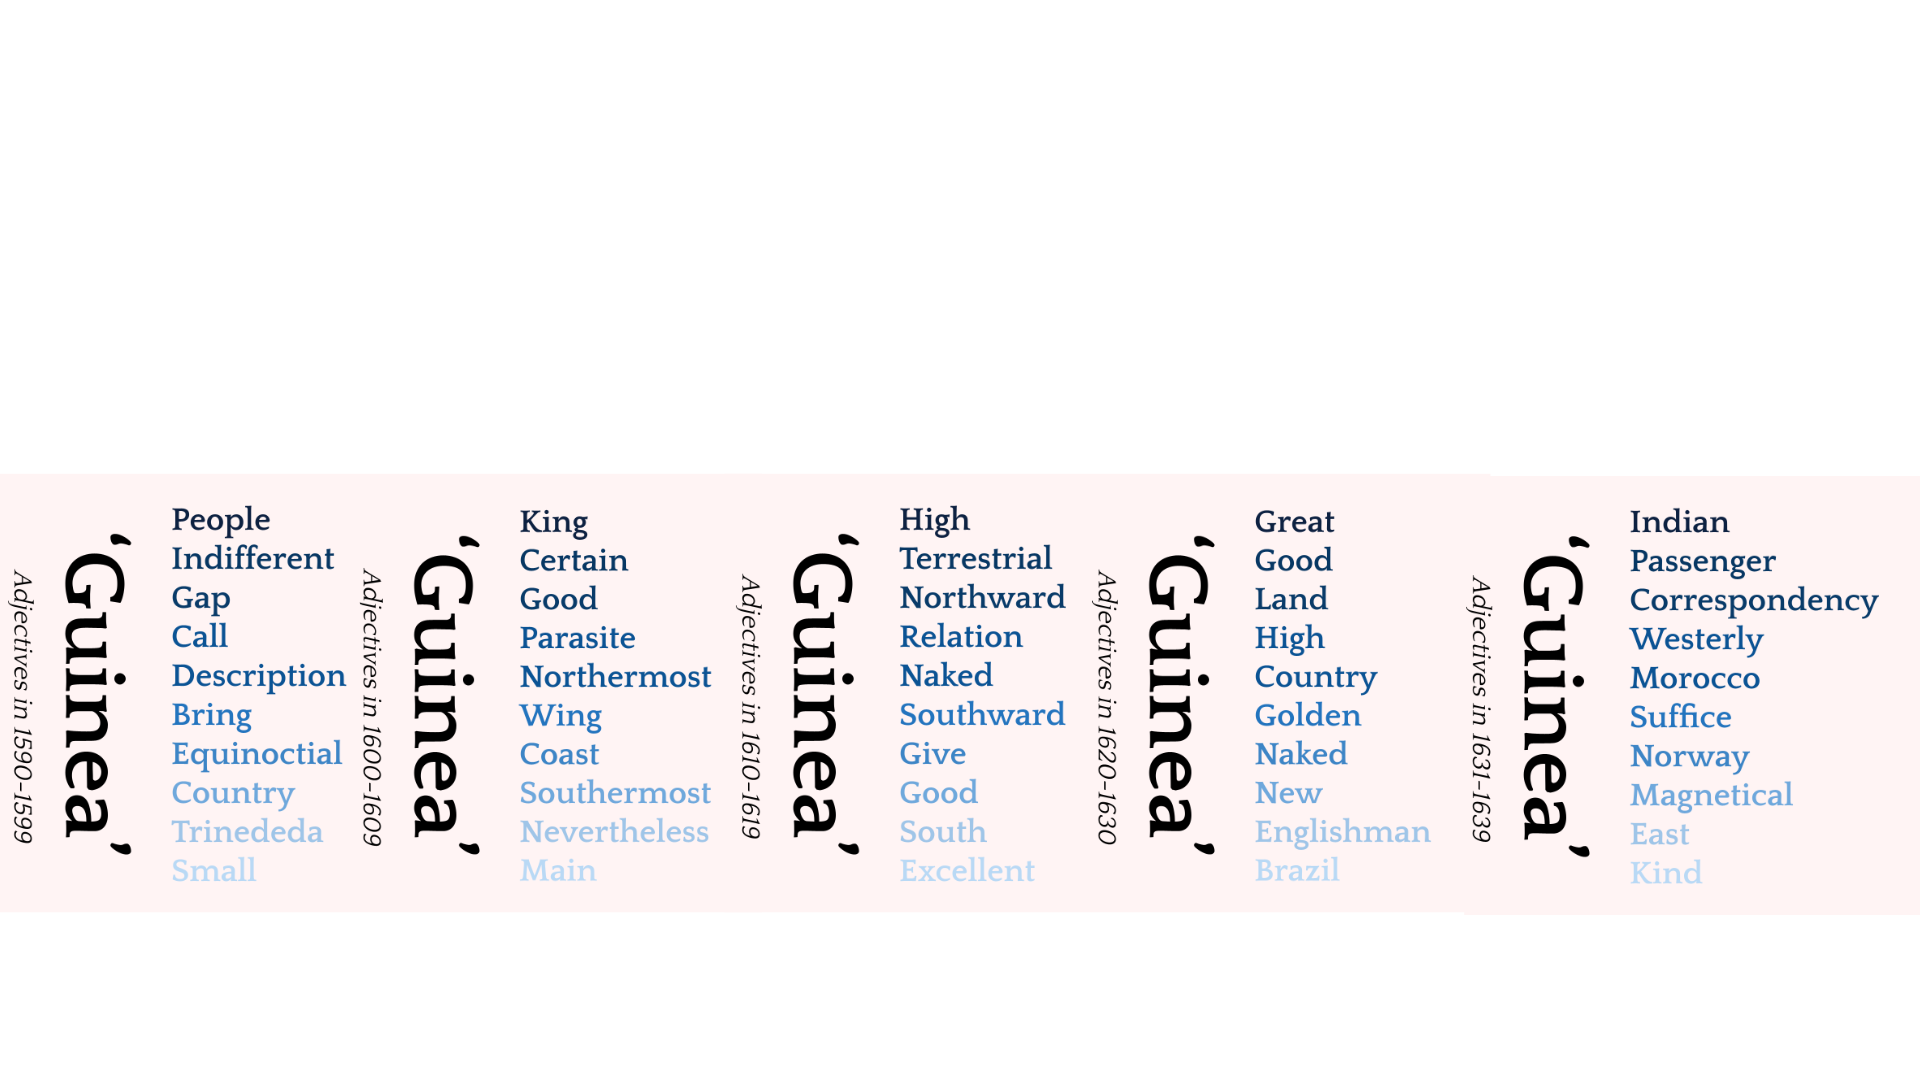 Adjectives in 1590-1599
‘Guinea’
People
Indifferent
Gap
Call
Description
Bring
Equinoctial
Country
Trinededa
Small
Adjectives in 1600-1609
‘Guinea’
King
Certain
Good
Parasite
Northermost
Wing
Coast
Southermost
Nevertheless
Main
Adjectives in 1610-1619
‘Guinea’
High
Terrestrial
Northward
Relation
Naked
Southward
Give
Good
South
Excellent
Adjectives in 1620-1630
‘Guinea’
Great
Good
Land
High
Country
Golden
Naked
New
Englishman
Brazil
Adjectives in 1631-1639
‘Guinea’
Indian
Passenger
Correspondency
Westerly
Morocco
Suffice
Norway
Magnetical
East
Kind